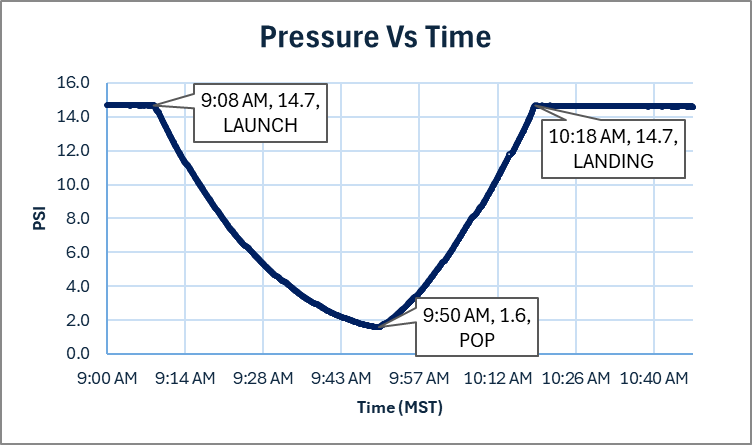 Pressure Vs Time
16.0
14.0
12.0
10.0
8.0
6.0
4.0
2.0
0.0
PSI
9:08 AM, 14.7,
LAUNCH
10:18 AM, 14.7,
LANDING
9:50 AM, 1.6,
POP
9:00 AM 9:14 AM 9:28 AM 9:43 AM 9:57 AM 10:12 AM 10:26 AM 10:40 AM
Time (MST)